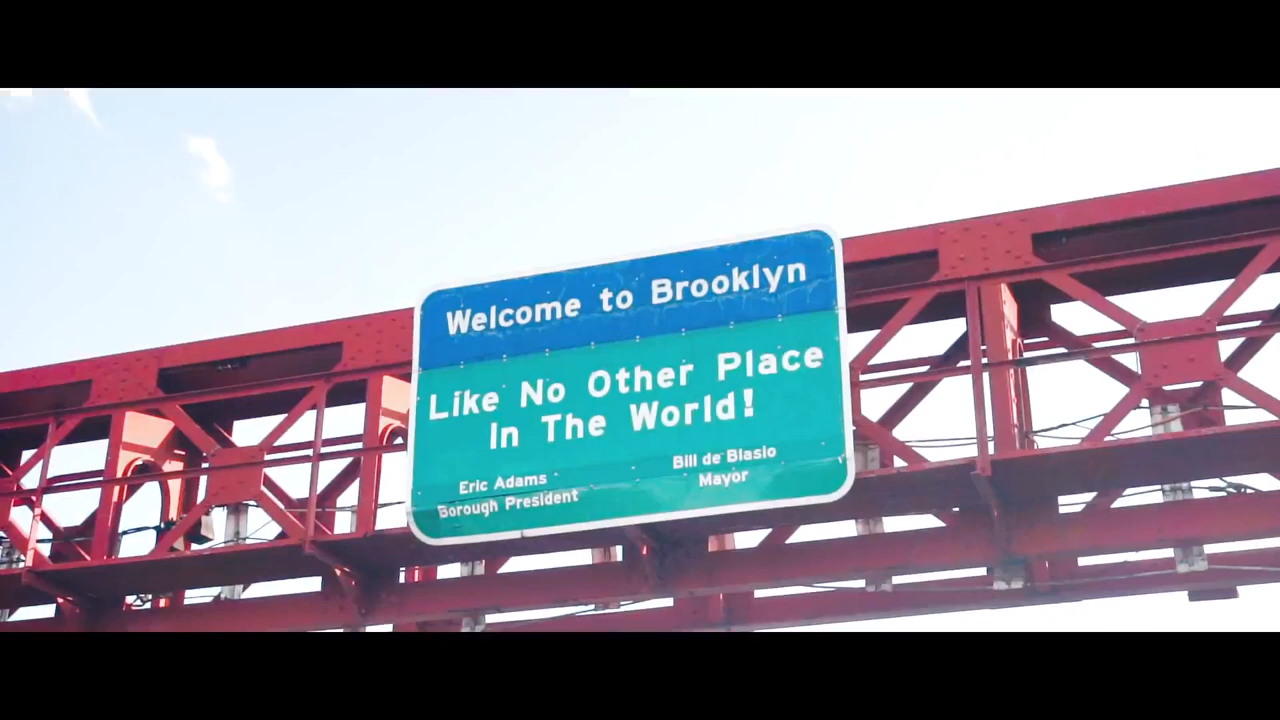 Welcome to Brooklyn
Like No Other Place
In The World!
Eric Adams
Borough President
Bill de Blasio
Mayor